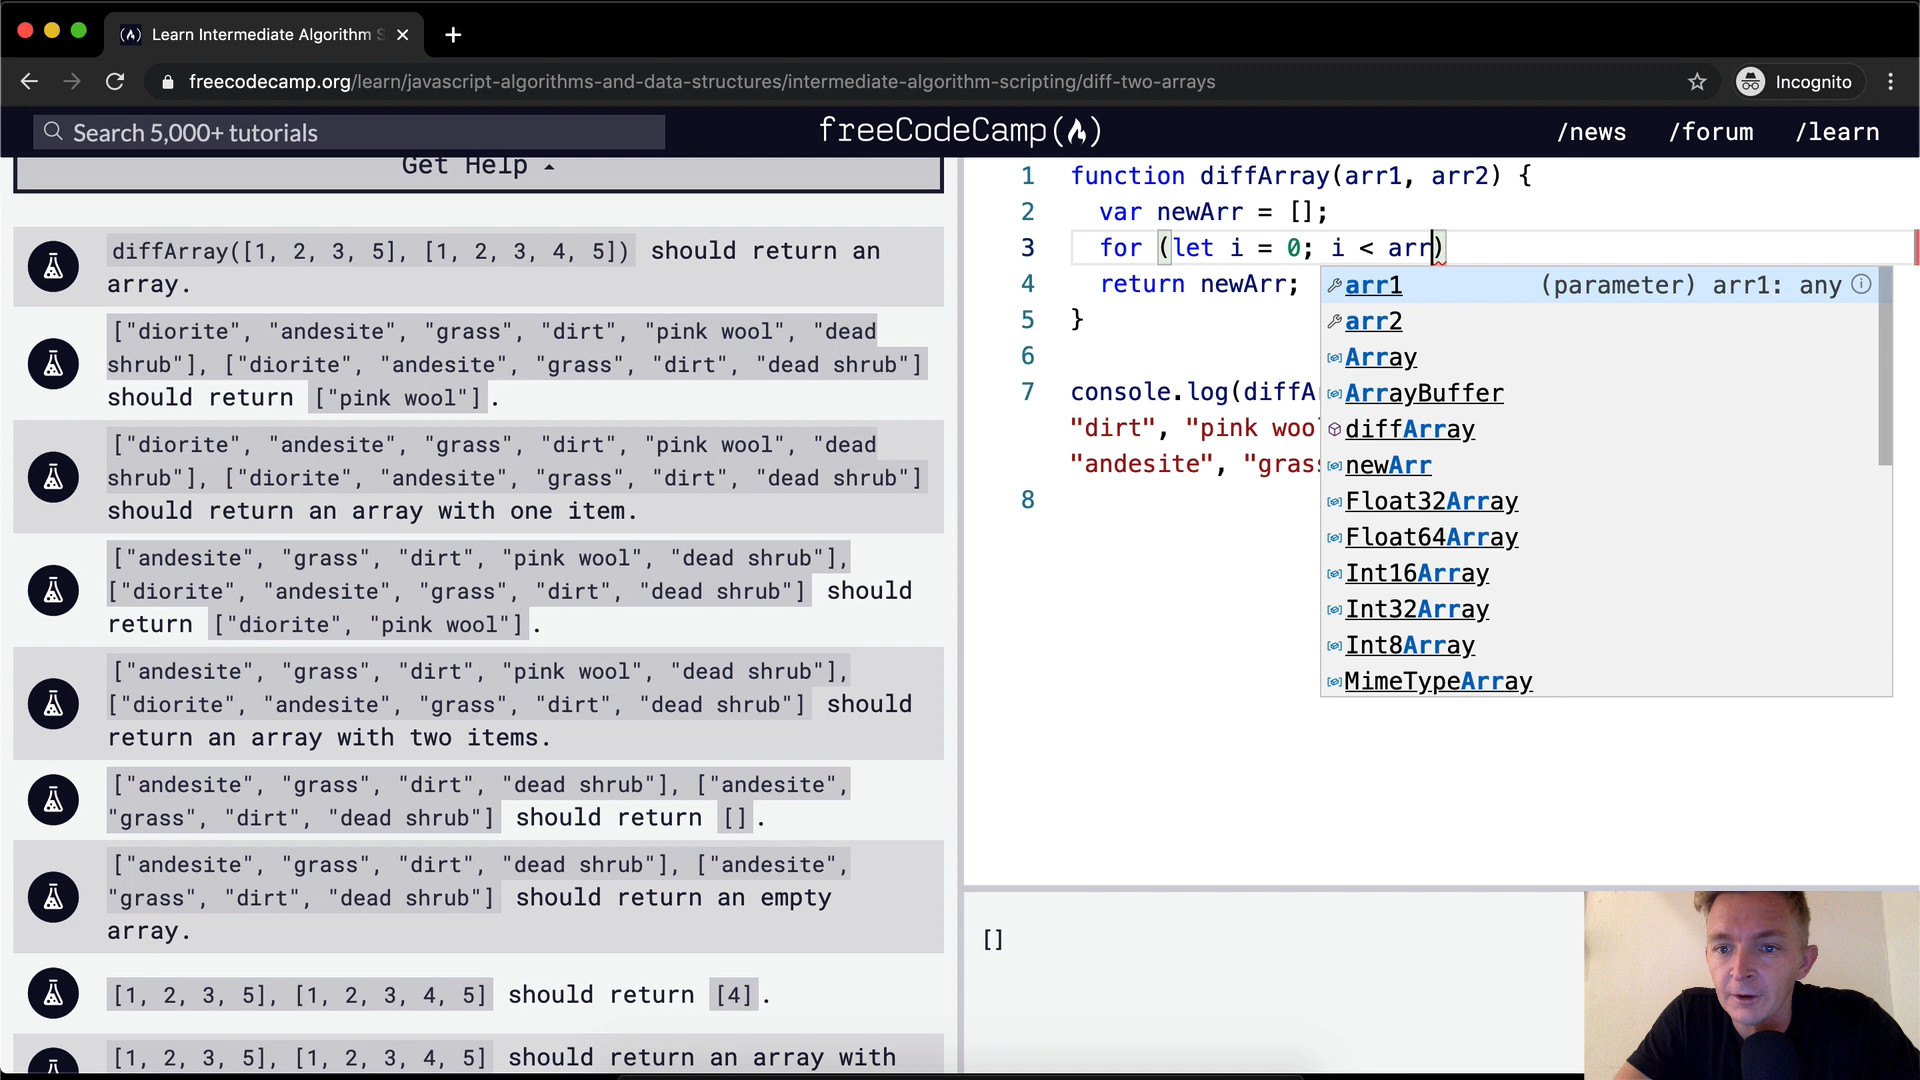 Learn Intermediate Algorithm S
freecodecamp.org/learn/javascript-algorithms-and-data-structures/intermediate-algorithm-scripting/diff-two-arrays
Incognito
Search 5,000+ tutorials
freeCodeCamp
/news /forum /learn
Get Help
diffArray([1, 2, 3, 5], [1, 2, 3, 4, 5]) should return an
array.
["diorite", "andesite", "grass", "dirt", "pink wool", "dead
shrub"], ["diorite", "andesite", "grass", "dirt", "dead shrub"]
should return ["pink wool"].
["diorite", "andesite", "grass", "dirt", "pink wool", "dead
shrub"], ["diorite", "andesite", "grass", "dirt", "dead shrub"]
should return an array with one item.
["andesite", "grass", "dirt", "pink wool", "dead shrub"],
["diorite", "andesite", "grass", "dirt", "dead shrub"] should
return ["diorite", "pink wool"].
["andesite", "grass", "dirt", "pink wool", "dead shrub"],
["diorite", "andesite", "grass", "dirt", "dead shrub"] should
return an array with two items.
["andesite", "grass", "dirt", "dead shrub"], ["andesite",
"grass", "dirt", "dead shrub"] should return [].
["andesite", "grass", "dirt", "dead shrub"], ["andesite",
"grass", "dirt", "dead shrub"] should return an empty
array.
[1, 2, 3, 5], [1, 2, 3, 4, 5] should return [4].
[1, 2, 3, 5], [1, 2, 3, 4, 5] should return an array with
1 function diffArray(arr1, arr2) {
2 var newArr = [];
3 for (let i = 0; i < arr)
4 return newArr;
5 }
6
7 console.log(diffA
"dirt", "pink woo
"andesite", "grass
8
arr1 (parameter) arr1: any
arr2
Array
ArrayBuffer
diffArray
newArr
Float32Array
Float64Array
Int16Array
Int32Array
Int8Array
MimeTypeArray
[]